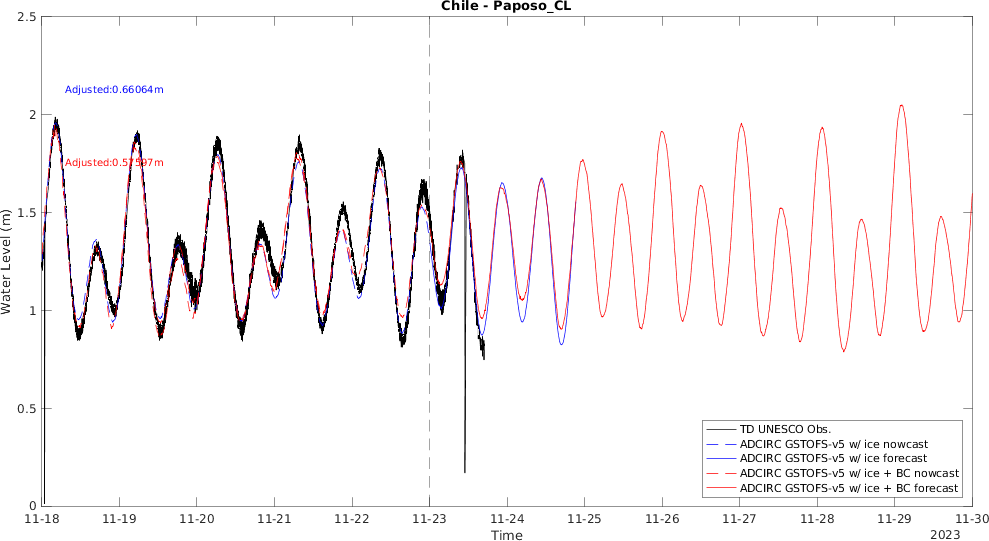 Chile - Paposo_CL
2.5
Adjusted:0.66064m
2
Adjusted:0.57597m
1.5
Water Level (m)
1
0.5
TD UNESCO Obs.
ADCIRC GSTOFS-v5 w/ ice nowcast
ADCIRC GSTOFS-v5 w/ ice forecast
ADCIRC GSTOFS-v5 w/ ice + BC nowcast
ADCIRC GSTOFS-v5 w/ ice + BC forecast
0
11-18 11-19 11-20 11-21 11-22 11-23 11-24 11-25 11-26 11-27 11-28 11-29 11-30
Time
2023